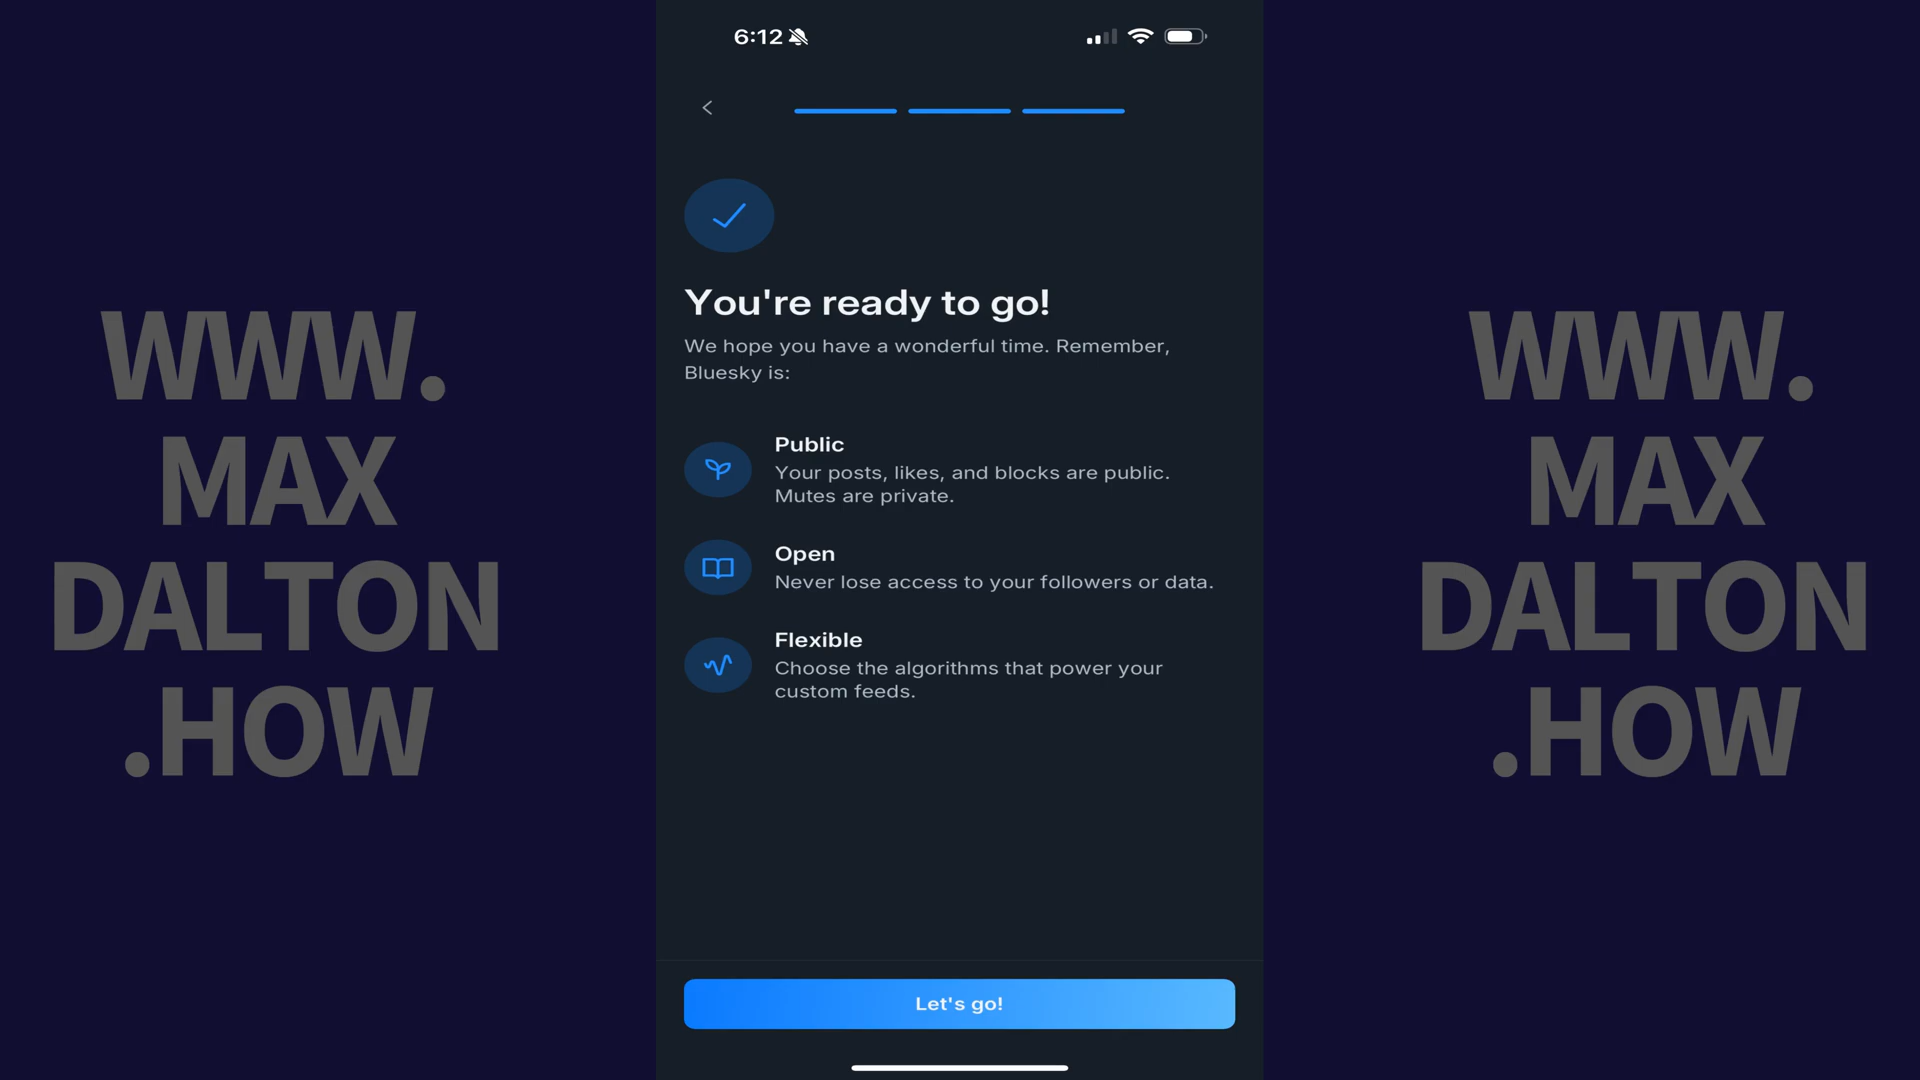 6:12
You're ready to go!
We hope you have a wonderful time. Remember,
Bluesky is:
Public
Your posts, likes, and blocks are public.
Mutes are private.
Open
Never lose access to your followers or data.
Flexible
Choose the algorithms that power your
custom feeds.
Let's go!
WWW.
MAX
DALTON
.HOW
WWW.
MAX
DALTON
.HOW